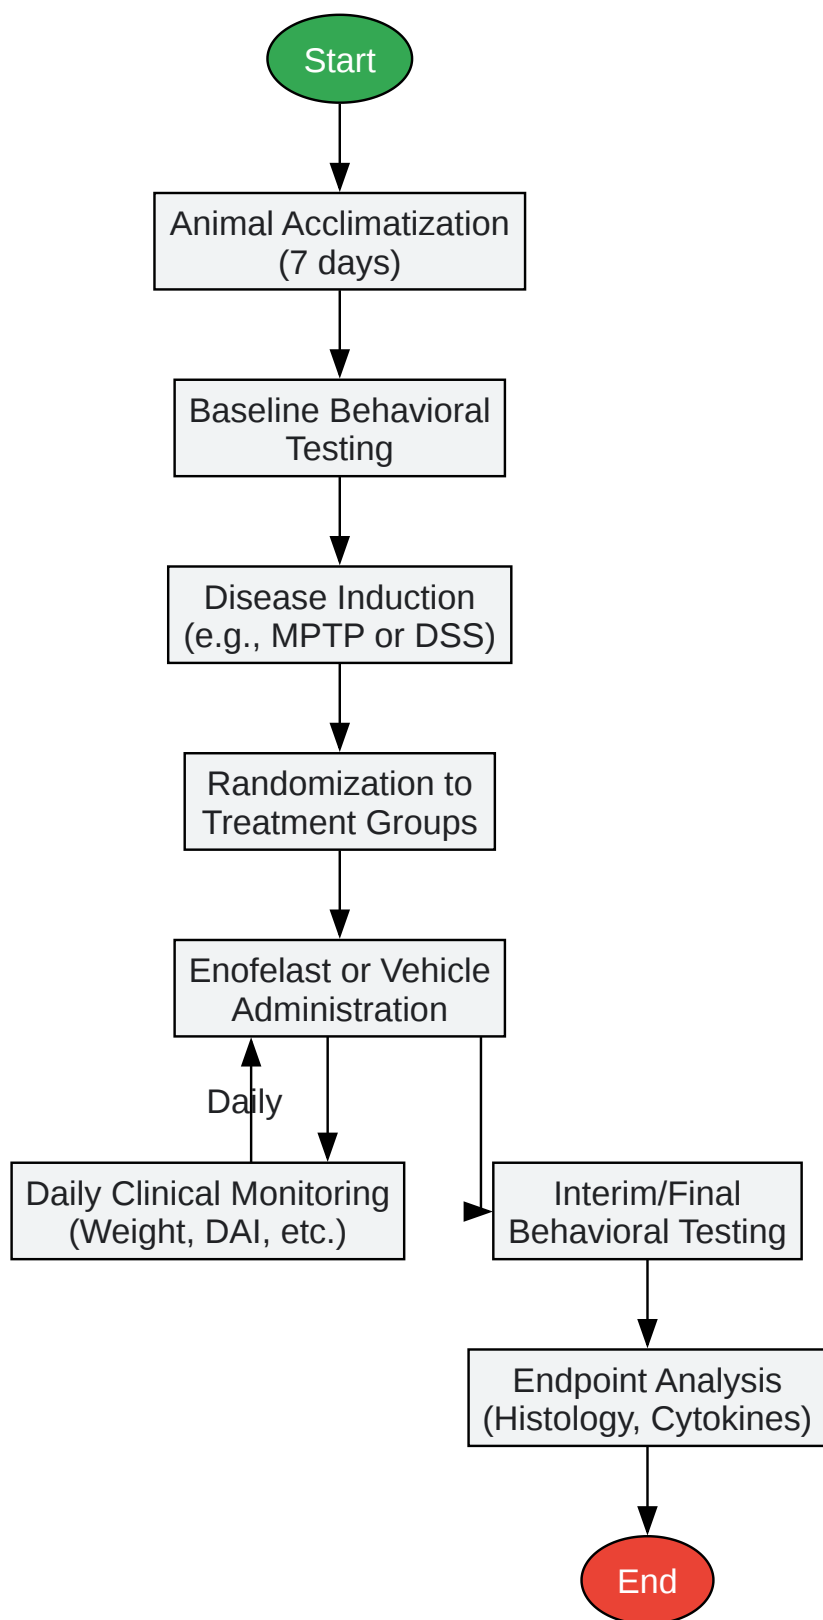 Start
Animal Acclimatization
(7 days)
Baseline Behavioral
Testing
Disease Induction
(e.g., MPTP or DSS)
Randomization to
Treatment Groups
Enofelast or Vehicle
Administration
Daily
Daily Clinical Monitoring
(Weight, DAI, etc.)
Interim/Final
Behavioral Testing
Endpoint Analysis
(Histology, Cytokines)
End